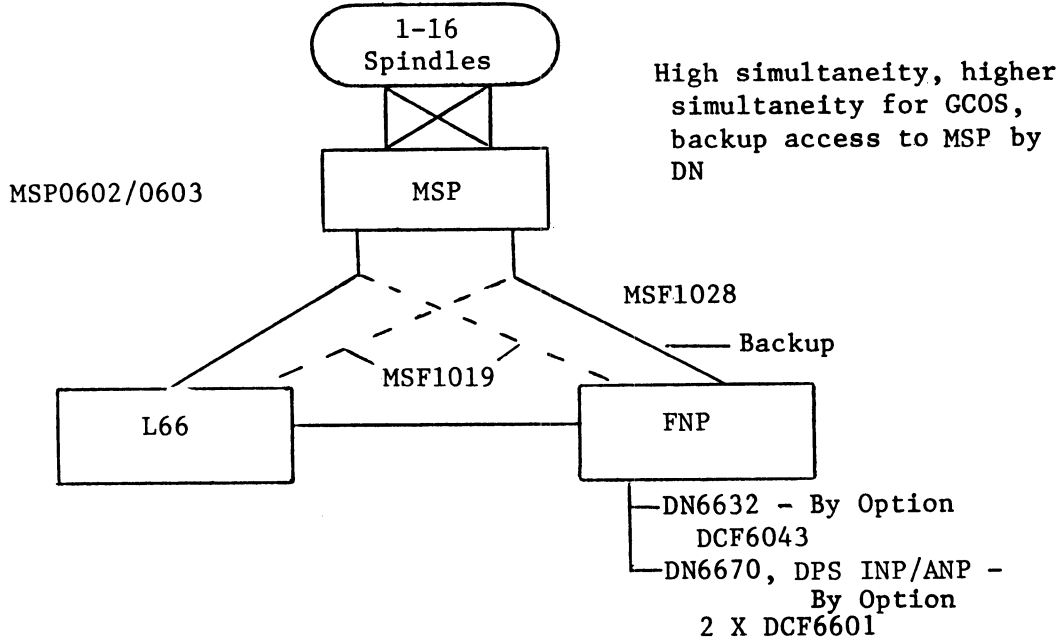 1-16
Spindles
High simultaneity, higher
simultaneity for GCOS,
backup access to MSP by
DN
MSP0602/0603
MSP
MSF1028
Backup
MSF1019
L66
FNP
DN6632 - By Option
DCF6043
DN6670, DPS INP/ANP -
By Option
2 X DCF6601